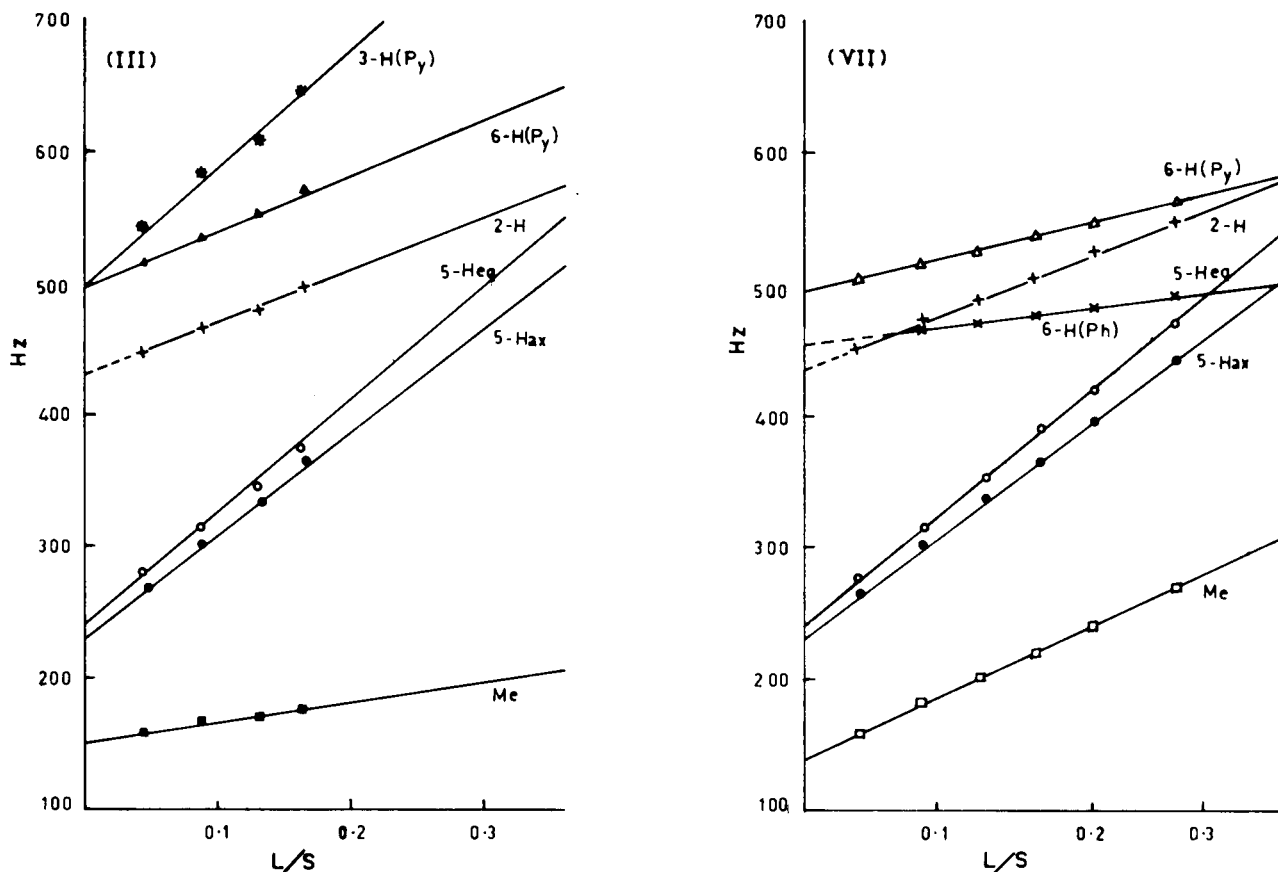 700
(III)
3-H(Py)
600
6-H(Py)
2-H
500
5-Heq
5-Hax
Hz
400
300
200
Me
100
0·1
0·2
0·3
L/S
700
(VII)
600
6-H(Py)
2-H
500
5-Heq
6-H(Ph)
Hz
5-Hax
400
300
Me
200
100
0·1
0·2
0·3
L/S